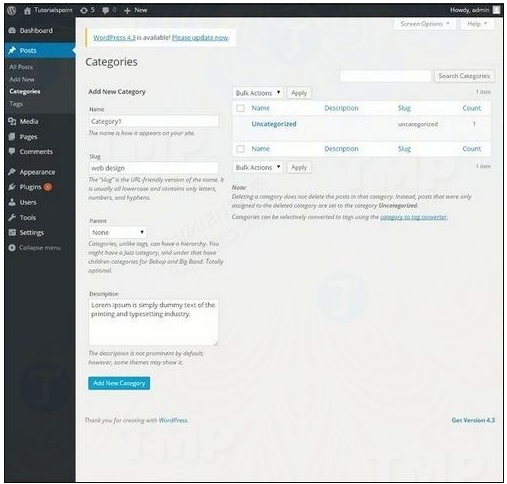 Tutorialspoint 5 0 + New Howdy, admin
Screen Options Help
Dashboard
Posts
All Posts
Add New
Categories
Tags
Media
Pages
Comments
Appearance
Plugins 1
Users
Tools
Settings
Collapse menu
WordPress 4.3 is available! Please update now.
Categories
Search Categories
Add New Category
Name
Category1
The name is how it appears on your site.
Slug
web design
The "slug" is the URL-friendly version of the name. It
is usually all lowercase and contains only letters,
numbers, and hyphens.
Parent
None
Categories, unlike tags, can have a hierarchy. You
might have a Jazz category, and under that have
children categories for Bebop and Big Band. Totally
optional.
Description
Lorem Ipsum is simply dummy text of the
printing and typesetting industry.
The description is not prominent by default;
however, some themes may show it.
Add New Category
Bulk Actions Apply 1 item
Name Description Slug Count
Uncategorized uncategorized 1
Name Description Slug Count
Bulk Actions Apply 1 item
Note:
Deleting a category does not delete the posts in that category. Instead, posts that were only
assigned to the deleted category are set to the category Uncategorized.
Categories can be selectively converted to tags using the category to tag converter.
Thank you for creating with WordPress. Get Version 4.3